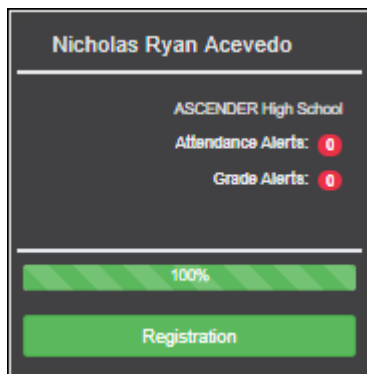 Nicholas Ryan Acevedo
ASCENDER High School
Attendance Alerts: 0
Grade Alerts: 0
100%
Registration